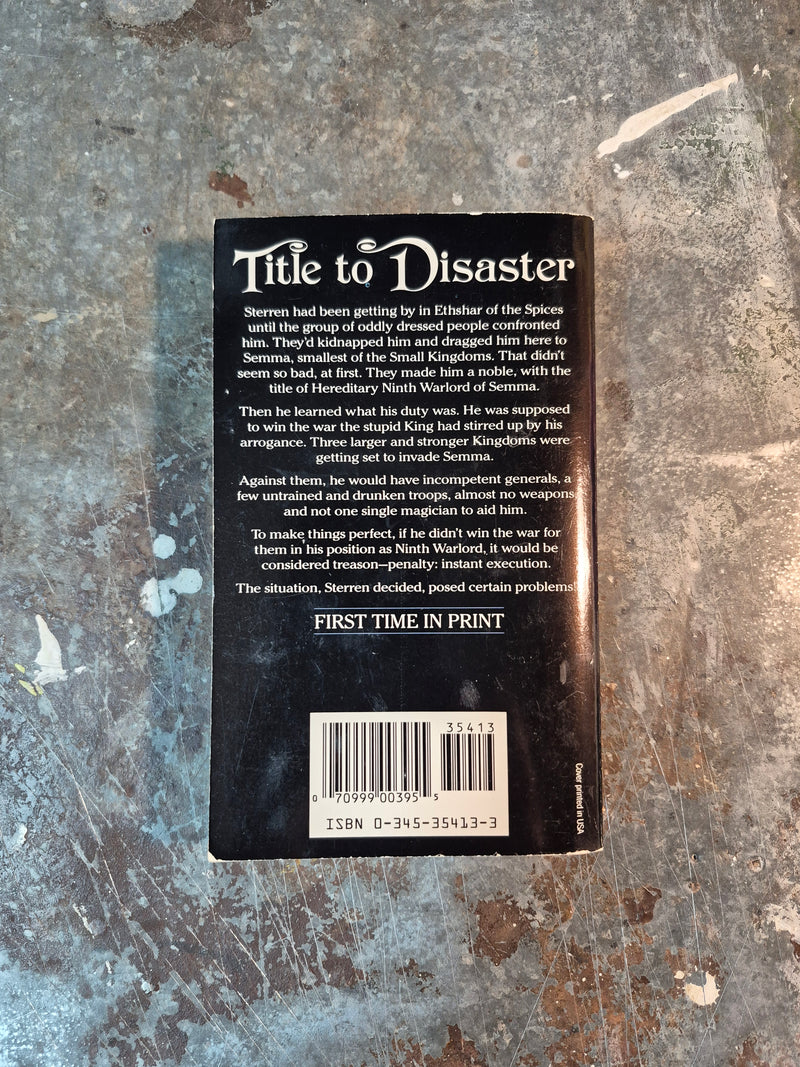 Title to Disaster
Sterren had been getting by in Ethshar of the Spices
until the group of oddly dressed people confronted
him. They'd kidnapped him and dragged him here to
Semma, smallest of the Small Kingdoms. That didn't
seem so bad, at first. They made him a noble, with the
title of Hereditary Ninth Warlord of Semma.
Then he learned what his duty was. He was supposed
to win the war the stupid King had stirred up by his
arrogance. Three larger and stronger Kingdoms were
getting set to invade Semma.
Against them, he would have incompetent generals, a
few untrained and drunken troops, almost no weapons,
and not one single magician to aid him.
To make things perfect, if he didn't win the war for
them in his position as Ninth Warlord, it would be
considered treason—penalty: instant execution.
The situation, Sterren decided, posed certain problems!
FIRST TIME IN PRINT
35413
0 70999 00395 5
ISBN 0-345-35413-3
Cover printed in USA